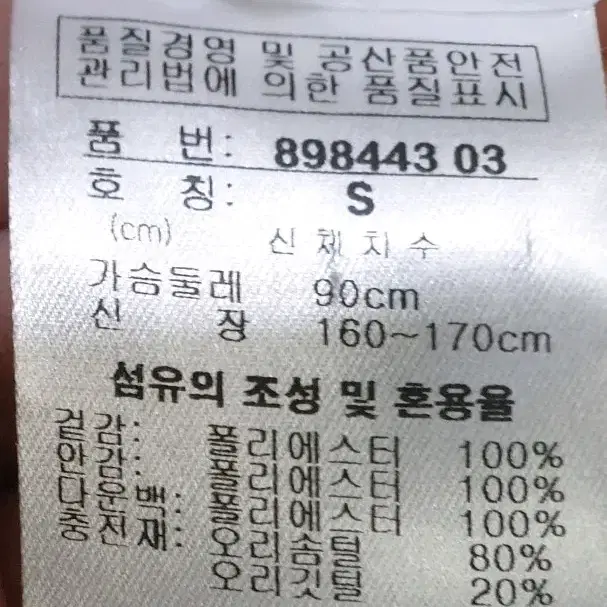 품질경영 및 공산품안전
관리법에 의한 품질표시
품 번: 898443 03
호 칭: S
(cm) 신체치수
가슴둘레 90cm
신 장 160~170cm
섬유의 조성 및 혼용율
겉감: 폴리에스터 100%
안감: 폴리에스터 100%
다운백: 폴리에스터 100%
충전재: 오리솜털 80%
오리깃털 20%